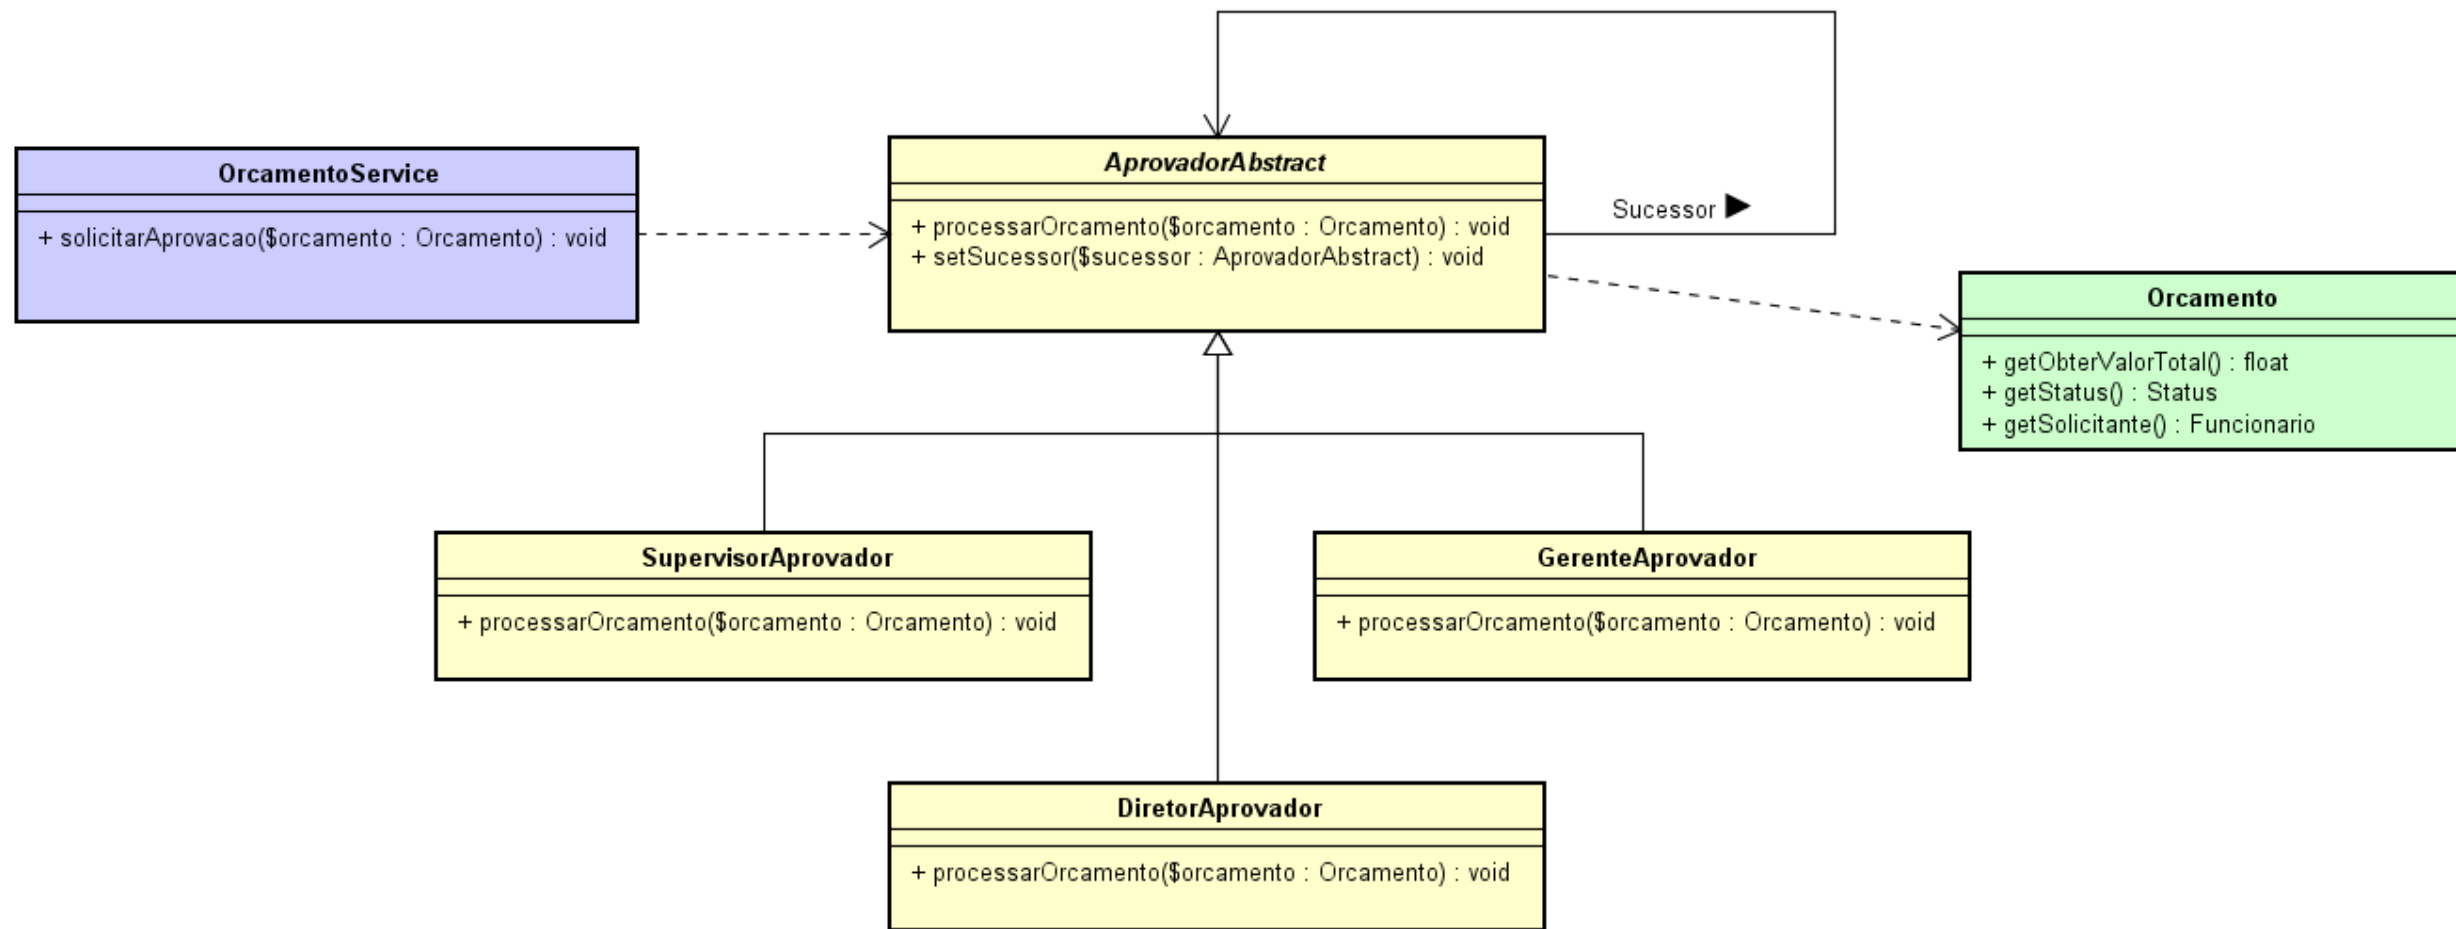 OrcamentoService
+ solicitarAprovacao($orcamento : Orcamento) : void
AprovadorAbstract
+ processarOrcamento($orcamento : Orcamento) : void
+ setSucessor($sucessor : AprovadorAbstract) : void
Sucessor
Orcamento
+ getObterValorTotal() : float
+ getStatus() : Status
+ getSolicitante() : Funcionario
SupervisorAprovador
+ processarOrcamento($orcamento : Orcamento) : void
GerenteAprovador
+ processarOrcamento($orcamento : Orcamento) : void
DiretorAprovador
+ processarOrcamento($orcamento : Orcamento) : void